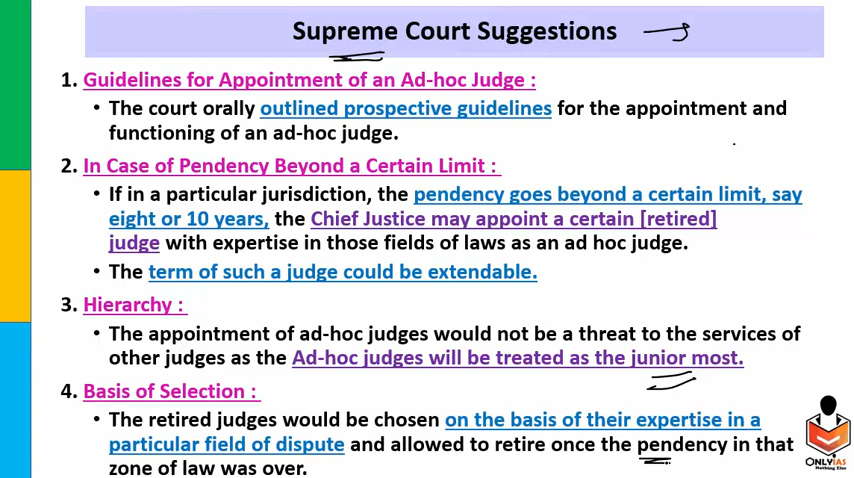 Supreme Court Suggestions
1. Guidelines for Appointment of an Ad-hoc Judge :
• The court orally outlined prospective guidelines for the appointment and
functioning of an ad-hoc judge.
2. In Case of Pendency Beyond a Certain Limit :
• If in a particular jurisdiction, the pendency goes beyond a certain limit, say
eight or 10 years, the Chief Justice may appoint a certain [retired]
judge with expertise in those fields of laws as an ad hoc judge.
• The term of such a judge could be extendable.
3. Hierarchy :
• The appointment of ad-hoc judges would not be a threat to the services of
other judges as the Ad-hoc judges will be treated as the junior most.
4. Basis of Selection :
• The retired judges would be chosen on the basis of their expertise in a
particular field of dispute and allowed to retire once the pendency in that
zone of law was over.
ONLYIAS
Nothing Else